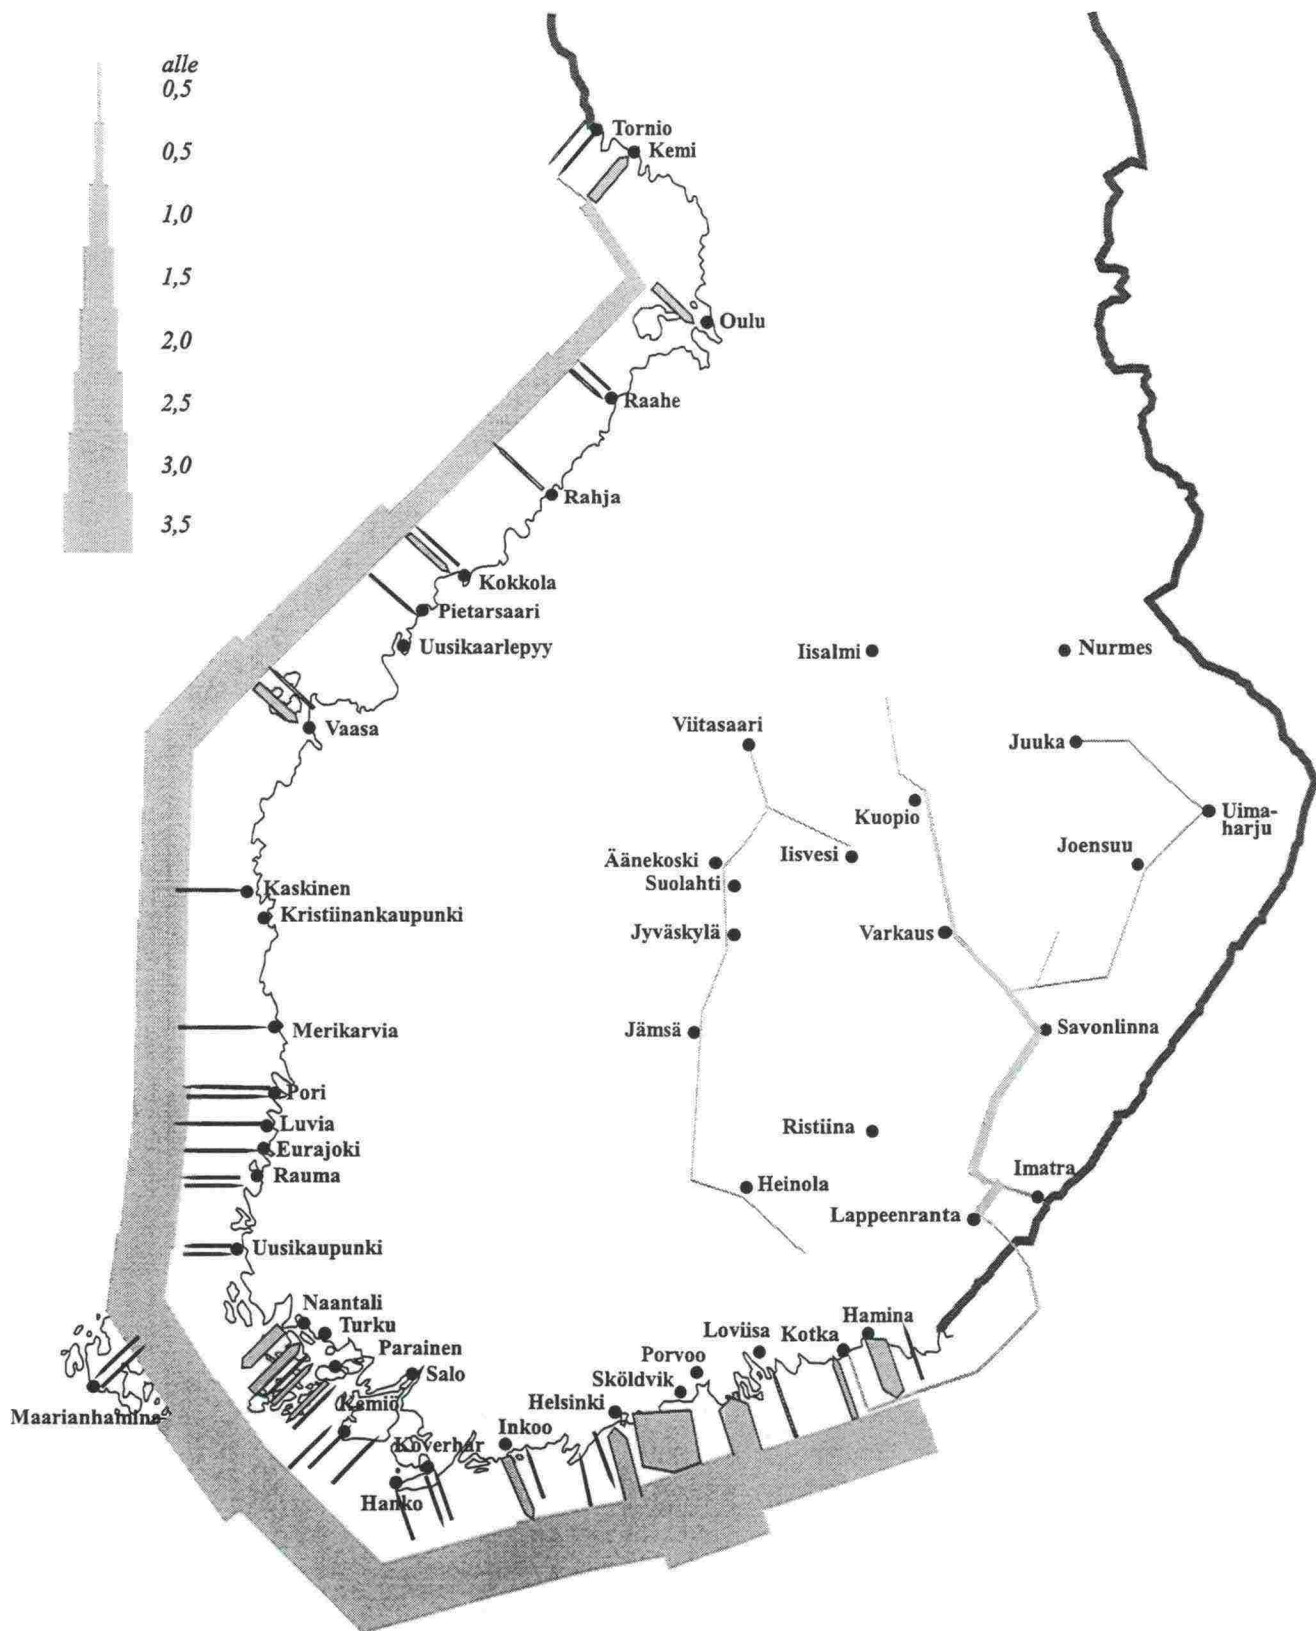 alle
0,5
0,5
1,0
1,5
2,0
2,5
3,0
3,5
Tornio
Kemi
Oulu
Raahe
Rahja
Kokkola
Pietarsaari
Uusikaarlepyy
Vaasa
Iisalmi
Nurmes
Viitasaari
Juuka
Kuopio
Uima-
harju
Äänekoski
Iisvesi
Joensuu
Suolahti
Kaskinen
Kristiinankaupunki
Jyväskylä
Varkaus
Merikarvia
Jämsä
Savonlinna
Pori
Luvia
Ristiina
Eurajoki
Rauma
Imatra
Heinola
Lappeenranta
Uusikaupunki
Naantali
Turku
Hamina
Loviisa
Kotka
Parainen
Porvoo
Salo
Sköldvik
Maarianhamina
Kemiö
Helsinki
Inkoo
Koverhar
Hanko